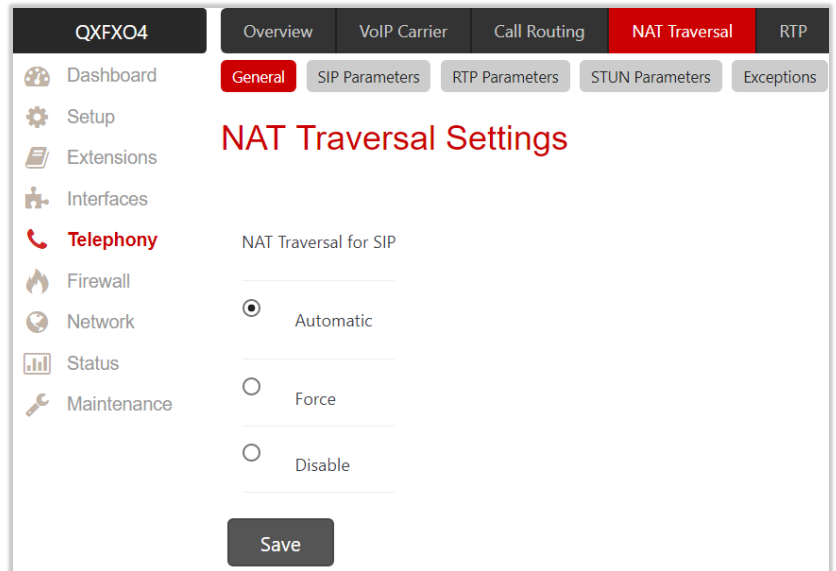 QXFXO4
Overview VoIP Carrier Call Routing NAT Traversal RTP
Dashboard
Setup
Extensions
Interfaces
Telephony
Firewall
Network
Status
Maintenance
General SIP Parameters RTP Parameters STUN Parameters Exceptions
NAT Traversal Settings
NAT Traversal for SIP
Automatic
Force
Disable
Save